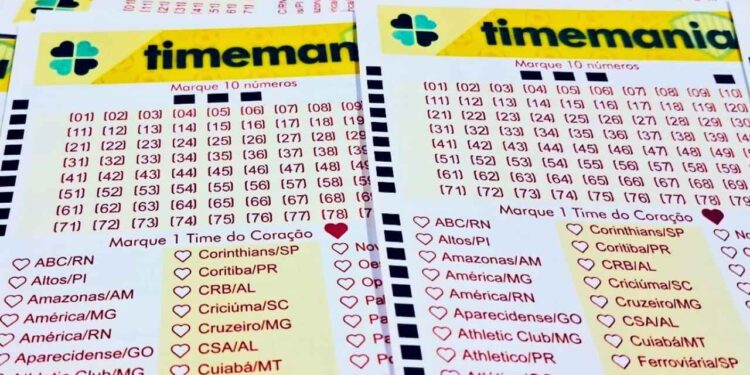 timemania
Marque 10 números
(01) (02) (03) (04) (05) (06) (07) (08) (09
(11) (12) (13) (14) (15) (16) (17) (18) (19
(21) (22) (23) (24) (25) (26) (27) (28) (29
(31) (32) (33) (34) (35) (36) (37) (38) (39
(41) (42) (43) (44) (45) (46) (47) (48)
(51) (52) (53) (54) (55) (56) (57) (58)
(61) (62) (63) (64) (65) (66) (67) (68)
(71) (72) (73) (74) (75) (76) (77) (78)
Marque 1 Time do Coração
ABC/RN
Altos/PI
Amazonas/AM
América/MG
América/RN
Aparecidense/GO
Athletic Club/MG
Corinthians/SP
Coritiba/PR
CRB/AL
Criciúma/SC
Cruzeiro/MG
CSA/AL
Cuiabá/MT
timemania
Marque 10 números
(01) (02) (03) (04) (05) (06) (07) (08) (09) (10)
(11) (12) (13) (14) (15) (16) (17) (18) (19) (20)
(21) (22) (23) (24) (25) (26) (27) (28) (29) (30)
(31) (32) (33) (34) (35) (36) (37) (38) (39) (40)
(41) (42) (43) (44) (45) (46) (47) (48) (49)
(51) (52) (53) (54) (55) (56) (57) (58) (59)
(61) (62) (63) (64) (65) (66) (67) (68) (69)
(71) (72) (73) (74) (75) (76) (77) (78) (79)
Marque 1 Time do Coração
ABC/RN
Altos/PI
Amazonas/AM
América/MG
América/RN
Aparecidense/GO
Athletic Club/MG
Athletico/PR
Corinthians/SP
Coritiba/PR
CRB/AL
Criciúma/SC
Cruzeiro/MG
CSA/AL
Cuiabá/MG
Ferroviária/SP